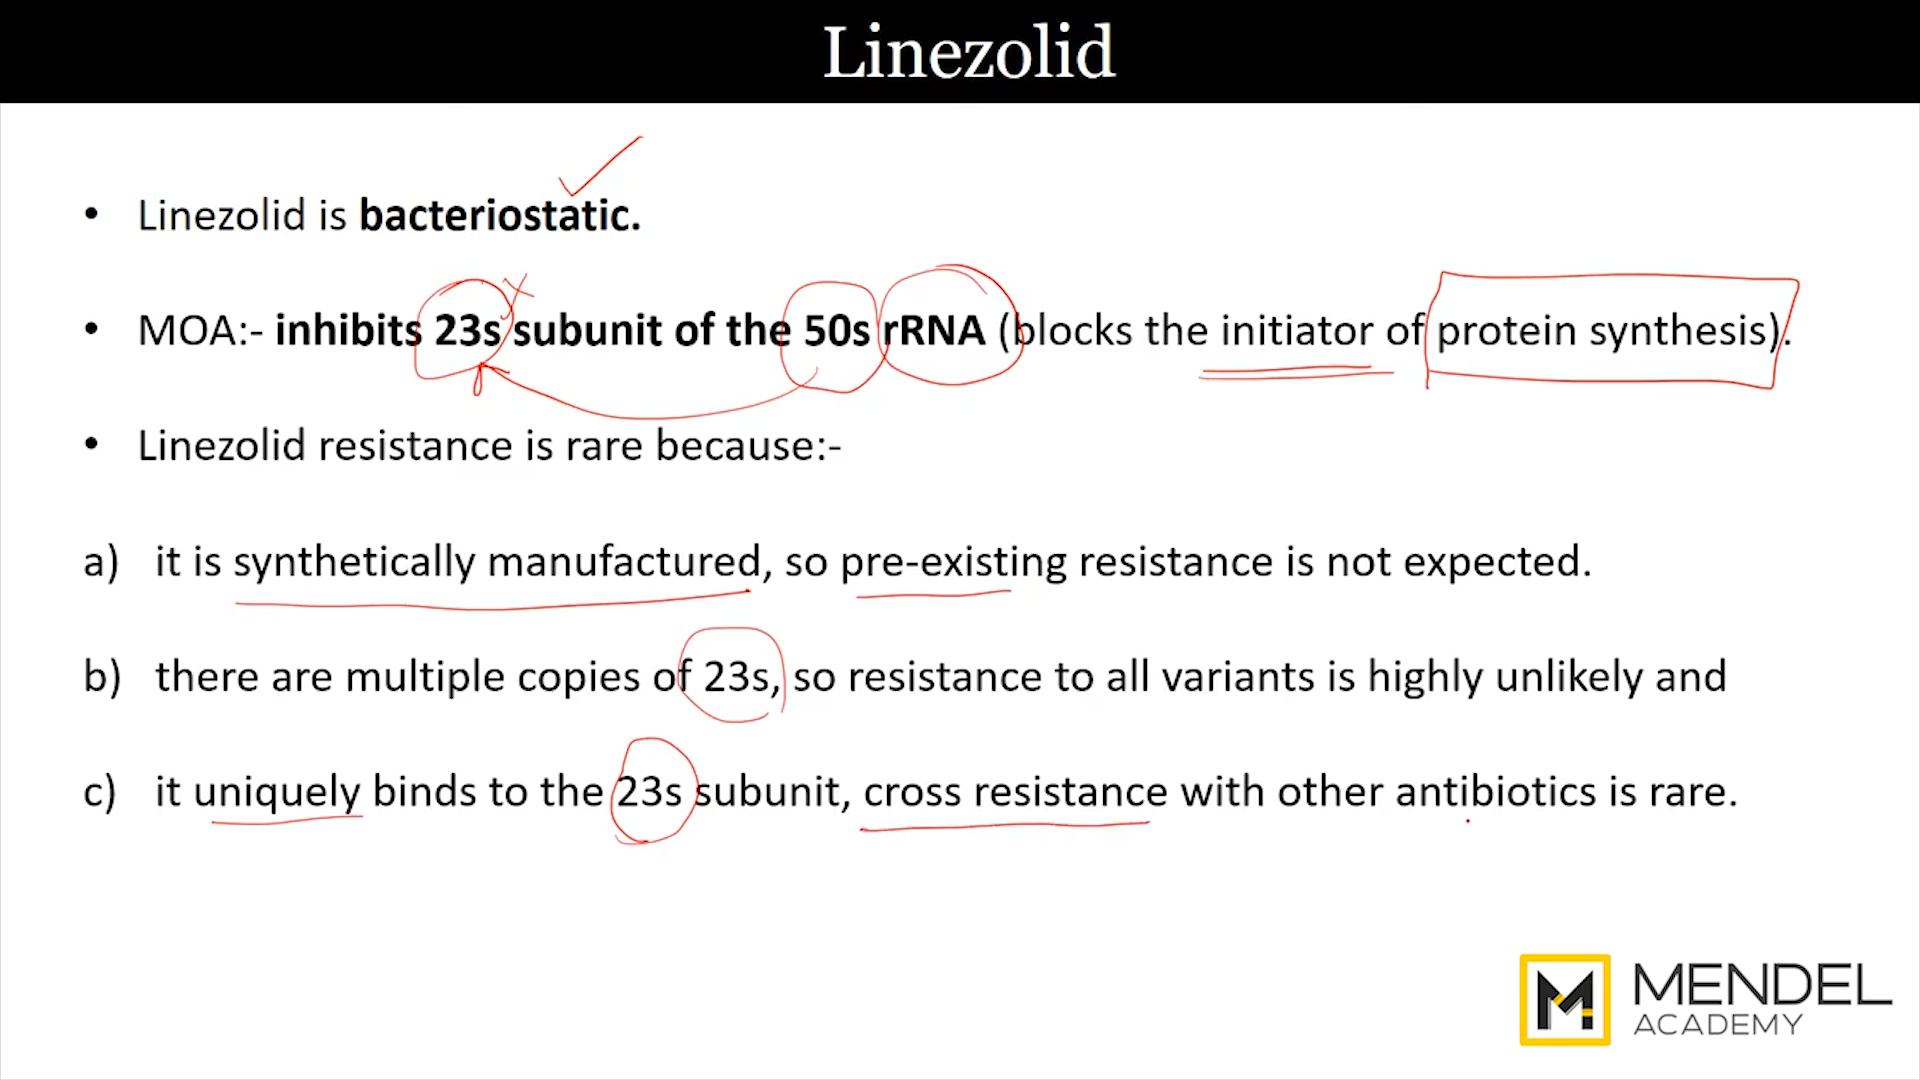 Linezolid
• Linezolid is bacteriostatic.
• MOA:- inhibits 23s subunit of the 50s rRNA (blocks the initiator of protein synthesis).
• Linezolid resistance is rare because:-
a) it is synthetically manufactured, so pre-existing resistance is not expected.
b) there are multiple copies of 23s, so resistance to all variants is highly unlikely and
c) it uniquely binds to the 23s subunit, cross resistance with other antibiotics is rare.
MENDEL
ACADEMY